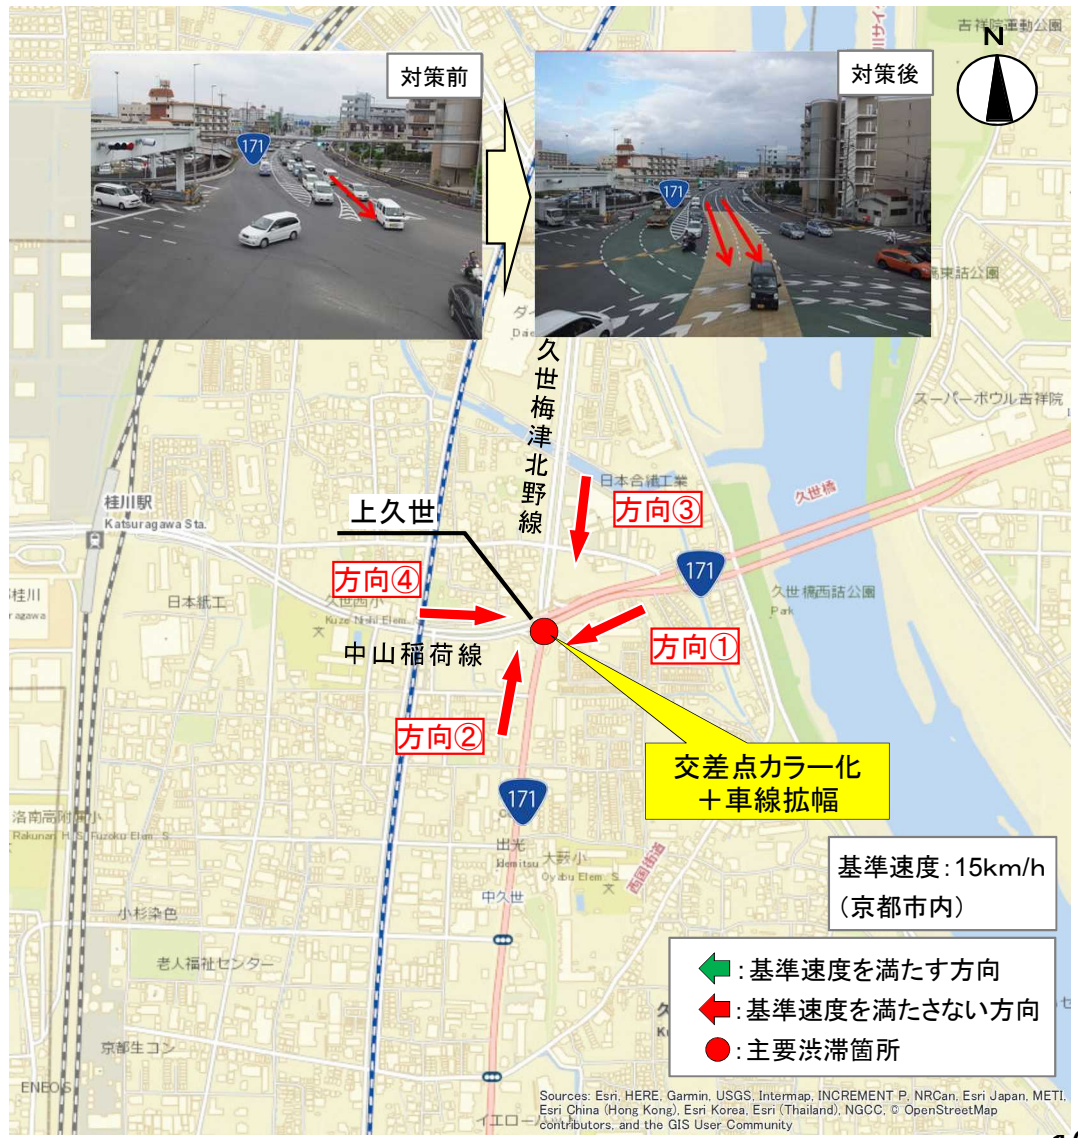 吉祥院運動公園
N
対策前
対策後
171
171
久世梅津北野線
スーパーボウル吉祥院
日本合繊工業
久世橋
桂川駅
Katsuragawa Sta.
上久世
方向③
171
方向④
久世西小
Kuze Nishi Elem. S.
日本紙工
久世橋西詰公園
Park
方向①
中山稲荷線
方向②
交差点カラー化
+車線拡幅
171
洛南高附属小
Rakunan H. S. Fuzoku Elem. S.
出光
Idemitsu
大藪小
Oyabu Elem. S.
西国街道
中久世
基準速度:15km/h
(京都市内)
小杉染色
老人福祉センター
:基準速度を満たす方向
:基準速度を満たさない方向
:主要渋滞箇所
京都生コン
ENEOS
Sources: Esri, HERE, Garmin, USGS, Intermap, INCREMENT P, NRCan, Esri Japan, METI,
Esri China (Hong Kong), Esri Korea, Esri (Thailand), NGCC, © OpenStreetMap
contributors, and the GIS User Community